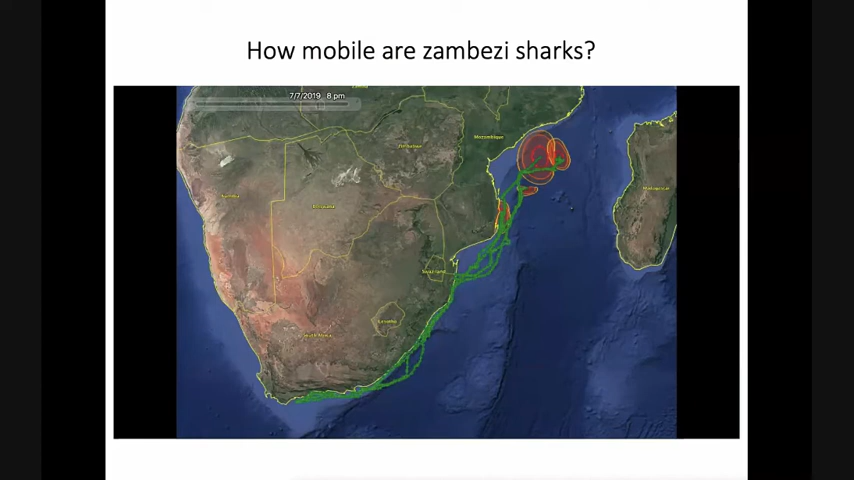 How mobile are zambezi sharks?
7/7/2019 8 pm
Zambia
Mozambique
Zimbabwe
Namibia
Botswana
Madagascar
Swaziland
Lesotho
South Africa